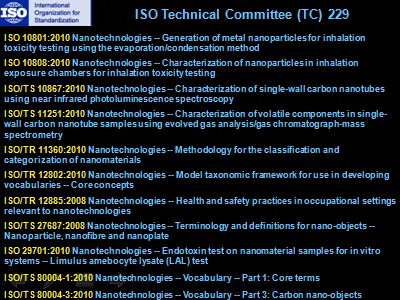 ISO
International
Organization for
Standardization
ISO Technical Committee (TC) 229
ISO 10801:2010 Nanotechnologies -- Generation of metal nanoparticles for inhalation
toxicity testing using the evaporation/condensation method
ISO 10808:2010 Nanotechnologies -- Characterization of nanoparticles in inhalation
exposure chambers for inhalation toxicity testing
ISO/TS 10867:2010 Nanotechnologies -- Characterization of single-wall carbon nanotubes
using near infrared photoluminescence spectroscopy
ISO/TS 11251:2010 Nanotechnologies -- Characterization of volatile components in single-
wall carbon nanotube samples using evolved gas analysis/gas chromatograph-mass
spectrometry
ISO/TR 11360:2010 Nanotechnologies -- Methodology for the classification and
categorization of nanomaterials
ISO/TR 12802:2010 Nanotechnologies -- Model taxonomic framework for use in developing
vocabularies -- Core concepts
ISO/TR 12885:2008 Nanotechnologies -- Health and safety practices in occupational settings
relevant to nanotechnologies
ISO/TS 27687:2008 Nanotechnologies -- Terminology and definitions for nano-objects --
Nanoparticle, nanofibre and nanoplate
ISO 29701:2010 Nanotechnologies -- Endotoxin test on nanomaterial samples for in vitro
systems -- Limulus amebocyte lysate (LAL) test
ISO/TS 80004-1:2010 Nanotechnologies -- Vocabulary -- Part 1: Core terms
ISO/TS 80004-3:2010 Nanotechnologies -- Vocabulary -- Part 3: Carbon nano-objects